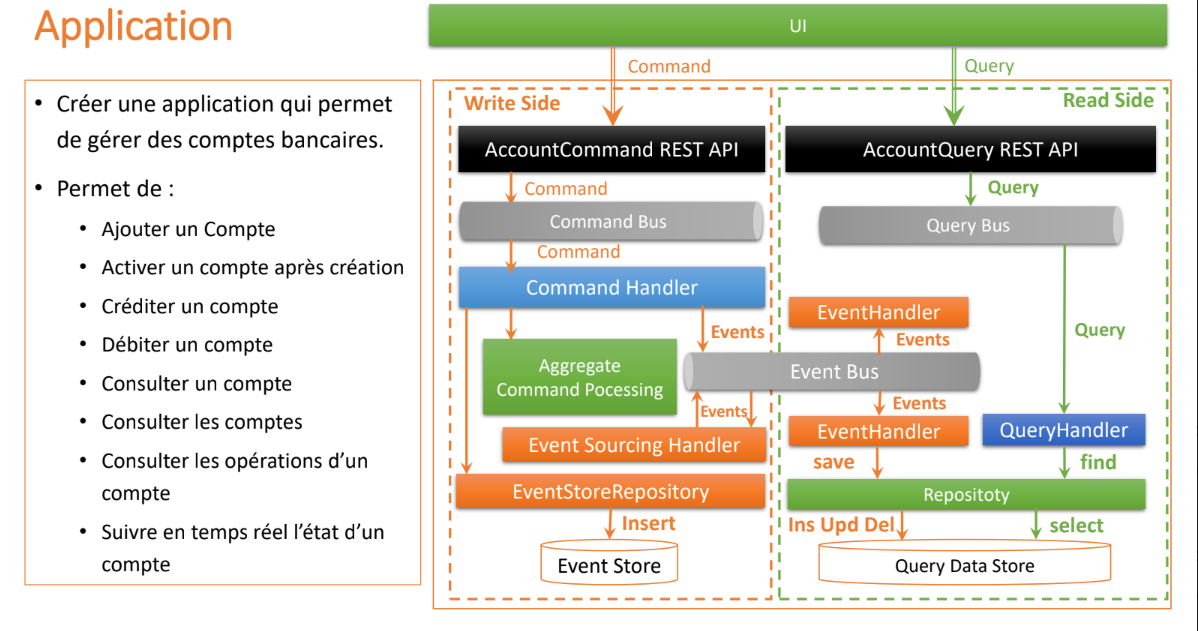 Application
• Créer une application qui permet
de gérer des comptes bancaires.
• Permet de :
• Ajouter un Compte
• Activer un compte après création
• Créditer un compte
• Débiter un compte
• Consulter un compte
• Consulter les comptes
• Consulter les opérations d’un
compte
• Suivre en temps réel l’état d’un
compte
UI
Command
Query
Write Side
Read Side
AccountCommand REST API
AccountQuery REST API
Command
Query
Command Bus
Query Bus
Command
Command Handler
EventHandler
Events
Events
Query
Aggregate
Command Pocessing
Event Bus
Events
Events
Event Sourcing Handler
EventHandler
QueryHandler
save
find
EventStoreRepository
Repositoty
Insert
Ins Upd Del
select
Event Store
Query Data Store